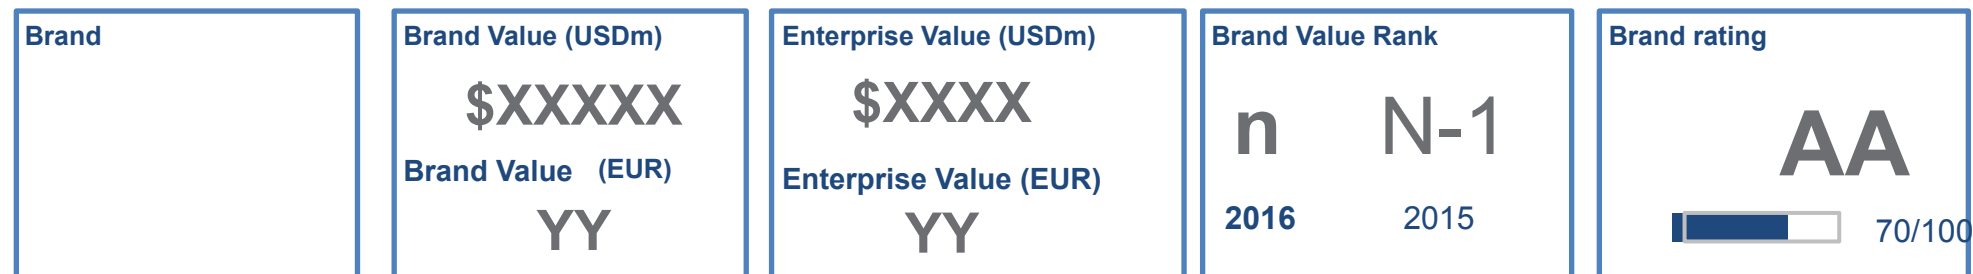 Brand
Brand Value (USDm)
$XXXXX
Brand Value (EUR)
YY
Enterprise Value (USDm)
$XXXX
Enterprise Value (EUR)
YY
Brand Value Rank
n N-1
2016 2015
Brand rating
AA
70/100